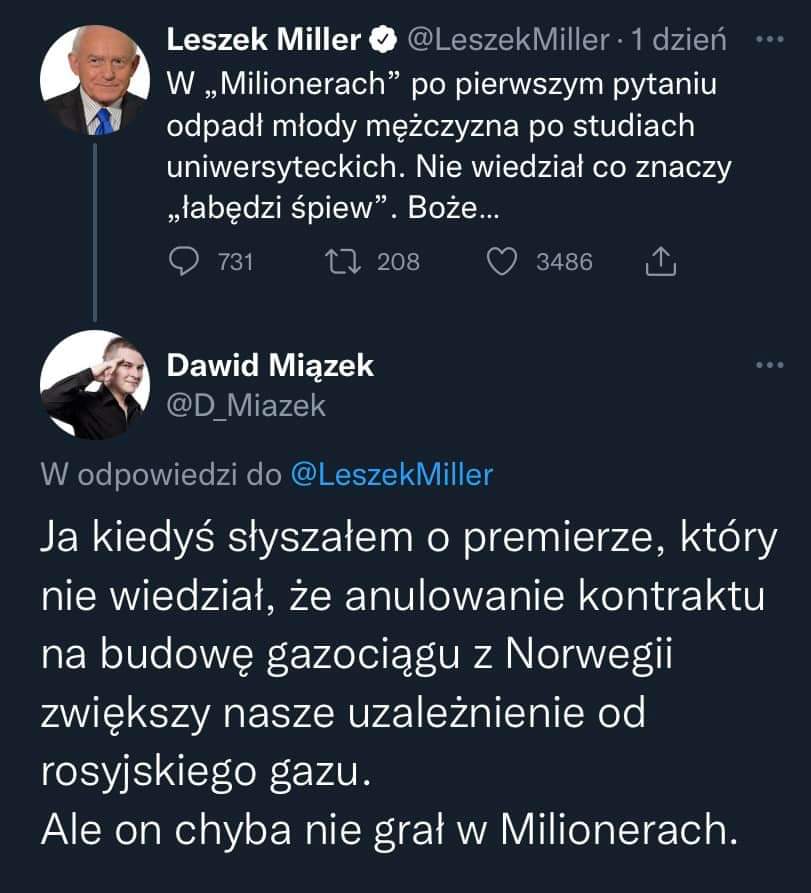 Leszek Miller @LeszekMiller · 1 dzień
W „Milionerach” po pierwszym pytaniu
odpadł młody mężczyzna po studiach
uniwersyteckich. Nie wiedział co znaczy
„łabędzi śpiew”. Boże...
731 208 3486
Dawid Miązek
@D_Miazek
W odpowiedzi do @LeszekMiller
Ja kiedyś słyszałem o premierze, który
nie wiedział, że anulowanie kontraktu
na budowę gazociągu z Norwegii
zwiększy nasze uzależnienie od
rosyjskiego gazu.
Ale on chyba nie grał w Milionerach.